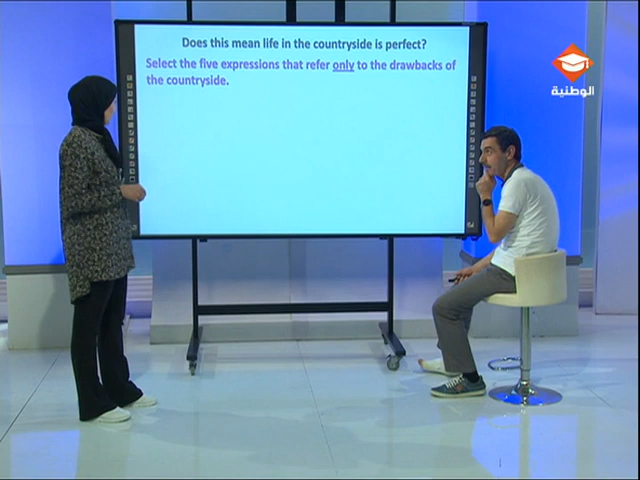 Does this mean life in the countryside is perfect?
Select the five expressions that refer only to the drawbacks of
the countryside.
الوطنية